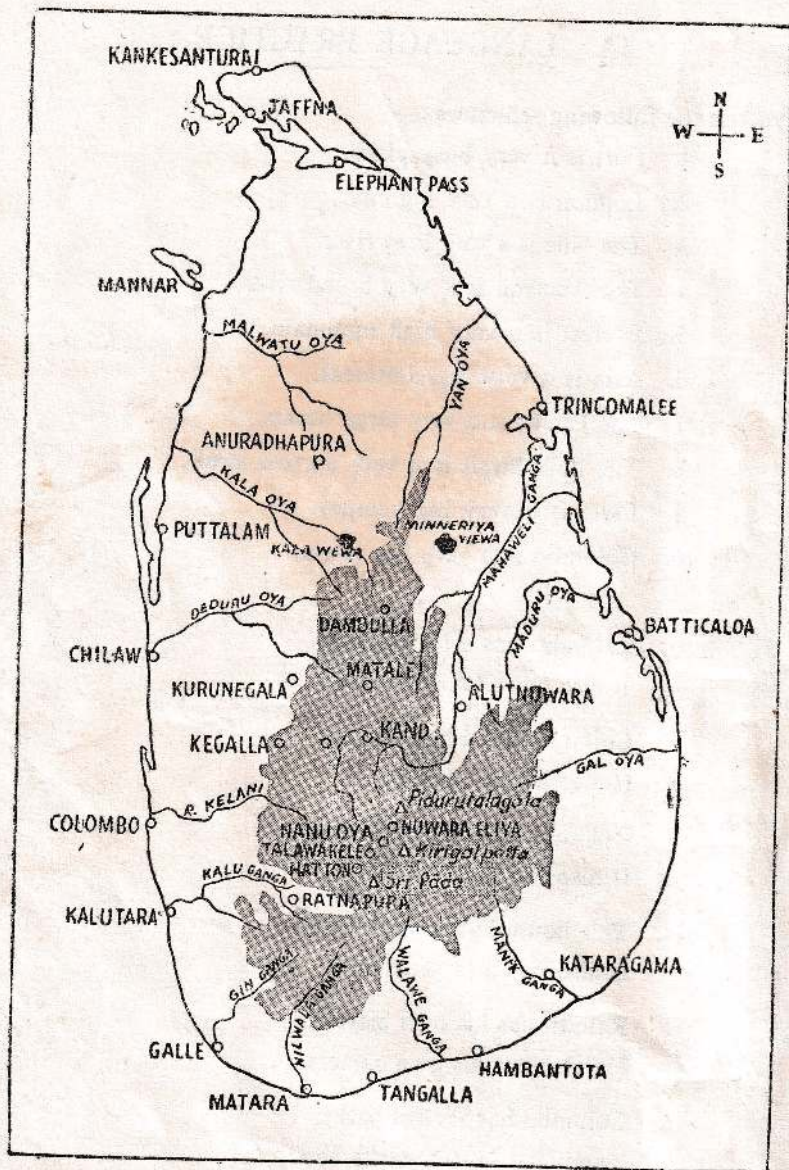 KANKESANTURAI
JAFFNA
N
W E
S
ELEPHANT PASS
MANNAR
MALWATU OYA
YAN OYA
TRINCOMALEE
ANURADHAPURA
KALA OYA
MAHAWELI GANGA
PUTTALAM
KALA WEWA
MINNERIYA
VIEWA
DEDURU OYA
MADURU OYA
DAMBULLA
BATTICALOA
CHILAW
MATALE
KURUNEGALA
ALUTNUWARA
KEGALLA
KAND
GAL OYA
Pidurutalagala
R. KELANI
COLOMBO
NANU OYA
NUWARA ELIYA
TALAWAKELE
Kirigalpotta
HATTON
Sri Pāda
KALU GANGA
RATNAPURA
KALUTARA
MANIK GANGA
KATARAGAMA
GIN GANGA
NILWALA GANGA
WALAWE GANGA
GALLE
HAMBANTOTA
MATARA
TANGALLA